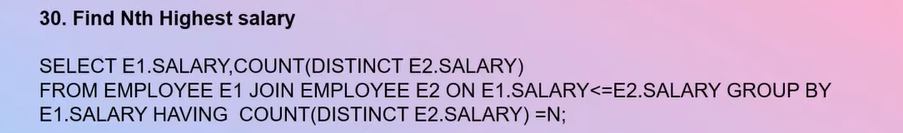 30. Find Nth Highest salary
SELECT E1.SALARY,COUNT(DISTINCT E2.SALARY)
FROM EMPLOYEE E1 JOIN EMPLOYEE E2 ON E1.SALARY<=E2.SALARY GROUP BY
E1.SALARY HAVING  COUNT(DISTINCT E2.SALARY) =N;